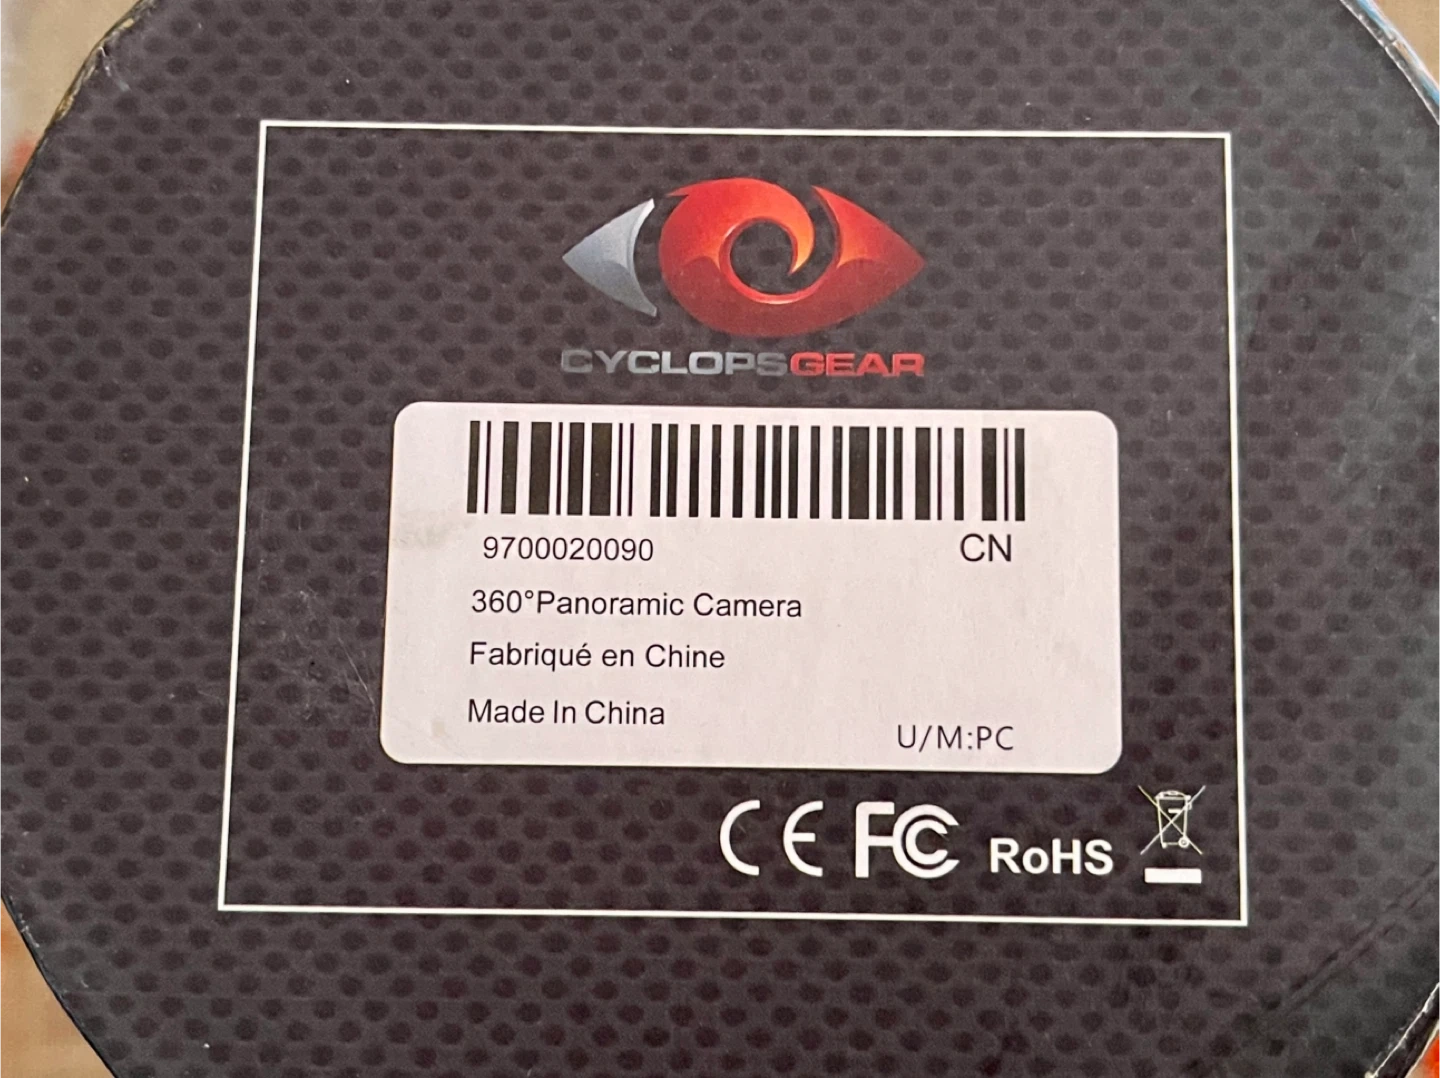 CYCLOPSGEAR
9700020090 CN
360°Panoramic Camera
Fabriqué en Chine
Made In China
U/M:PC
CE FC RoHS